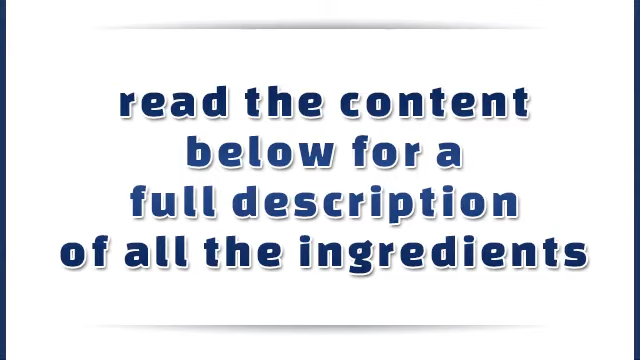 read the content
below for a
full description
of all the ingredients